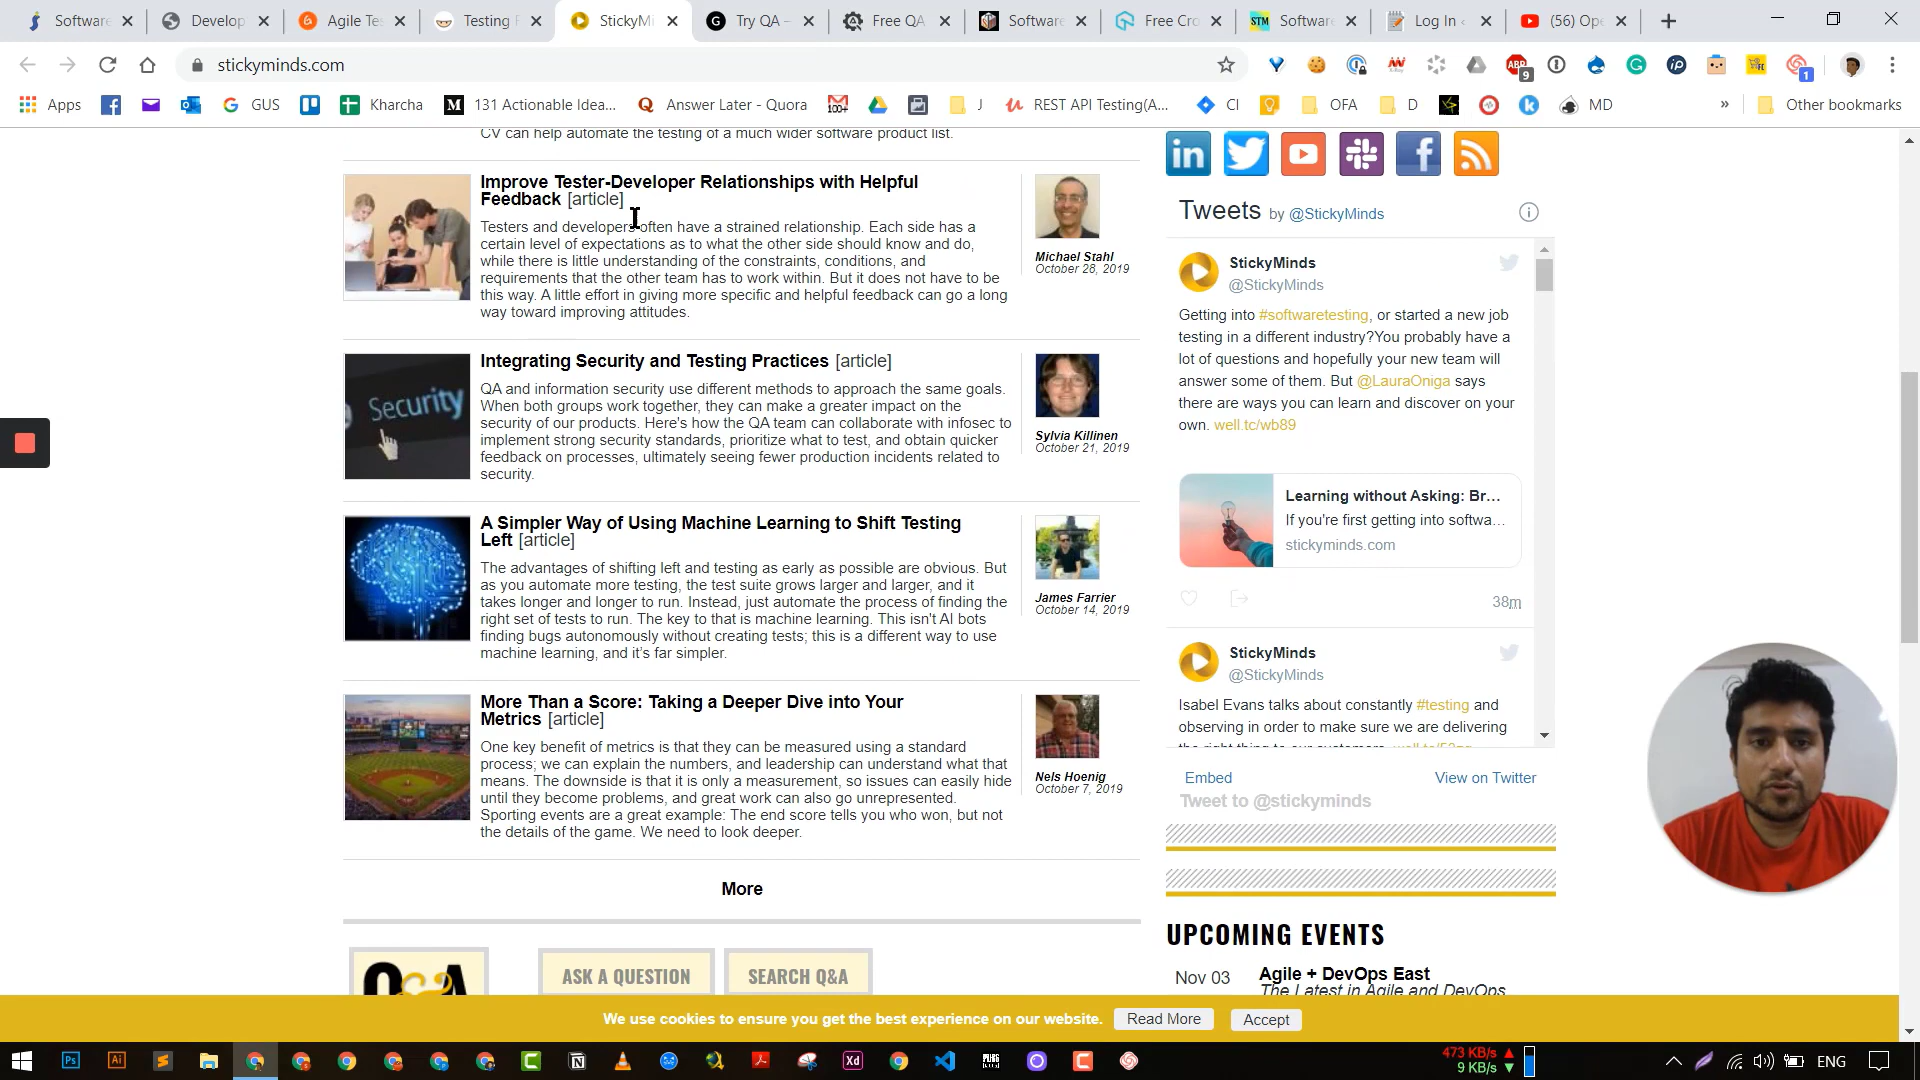 Software
Develop
Agile Te
Testing F
StickyMi
Try QA –
Free QA
Software
Free Cro
STM Software
Log In
(56) Ope
stickyminds.com
Apps
GUS
Kharcha
131 Actionable Idea...
Answer Later - Quora
J
REST API Testing(A...
CI
OFA
D
MD
»
Other bookmarks
CV can help automate the testing of a much wider software product list.
Improve Tester-Developer Relationships with Helpful
Feedback [article]
Testers and developers often have a strained relationship. Each side has a
certain level of expectations as to what the other side should know and do,
while there is little understanding of the constraints, conditions, and
requirements that the other team has to work within. But it does not have to be
this way. A little effort in giving more specific and helpful feedback can go a long
way toward improving attitudes.
Michael Stahl
October 28, 2019
Integrating Security and Testing Practices [article]
QA and information security use different methods to approach the same goals.
When both groups work together, they can make a greater impact on the
security of our products. Here's how the QA team can collaborate with infosec to
implement strong security standards, prioritize what to test, and obtain quicker
feedback on processes, ultimately seeing fewer production incidents related to
security.
Security
Sylvia Killinen
October 21, 2019
A Simpler Way of Using Machine Learning to Shift Testing
Left [article]
The advantages of shifting left and testing as early as possible are obvious. But
as you automate more testing, the test suite grows larger and larger, and it
takes longer and longer to run. Instead, just automate the process of finding the
right set of tests to run. The key to that is machine learning. This isn't AI bots
finding bugs autonomously without creating tests; this is a different way to use
machine learning, and it's far simpler.
James Farrier
October 14, 2019
More Than a Score: Taking a Deeper Dive into Your
Metrics [article]
One key benefit of metrics is that they can be measured using a standard
process; we can explain the numbers, and leadership can understand what that
means. The downside is that it is only a measurement, so issues can easily hide
until they become problems, and great work can also go unrepresented.
Sporting events are a great example: The end score tells you who won, but not
the details of the game. We need to look deeper.
Nels Hoenig
October 7, 2019
More
Q&A
ASK A QUESTION
SEARCH Q&A
Tweets by @StickyMinds
StickyMinds
@StickyMinds
Getting into #softwaretesting, or started a new job
testing in a different industry?You probably have a
lot of questions and hopefully your new team will
answer some of them. But @LauraOniga says
there are ways you can learn and discover on your
own. well.tc/wb89
Learning without Asking: Br...
If you're first getting into softwa...
stickyminds.com
38m
StickyMinds
@StickyMinds
Isabel Evans talks about constantly #testing and
observing in order to make sure we are delivering
the right thing to our customers.
Embed
View on Twitter
Tweet to @stickyminds
UPCOMING EVENTS
Nov 03
Agile + DevOps East
The Latest in Agile and DevOps
We use cookies to ensure you get the best experience on our website.
Read More
Accept
473 KB/s
9 KB/s
ENG